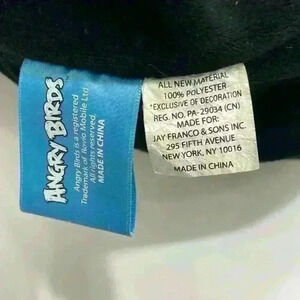 ANGRY BIRDS
Angry Birds is a registered
Trademark of Rovio Mobile Ltd
All rights reserved.
MADE IN CHINA
ALL NEW MATERIAL
100% POLYESTER
*EXCLUSIVE OF DECORATION
REG. NO. PA-29034 (CN)
MADE FOR:
JAY FRANCO & SONS INC.
295 FIFTH AVENUE
NEW YORK, NY 10016
MADE IN CHINA